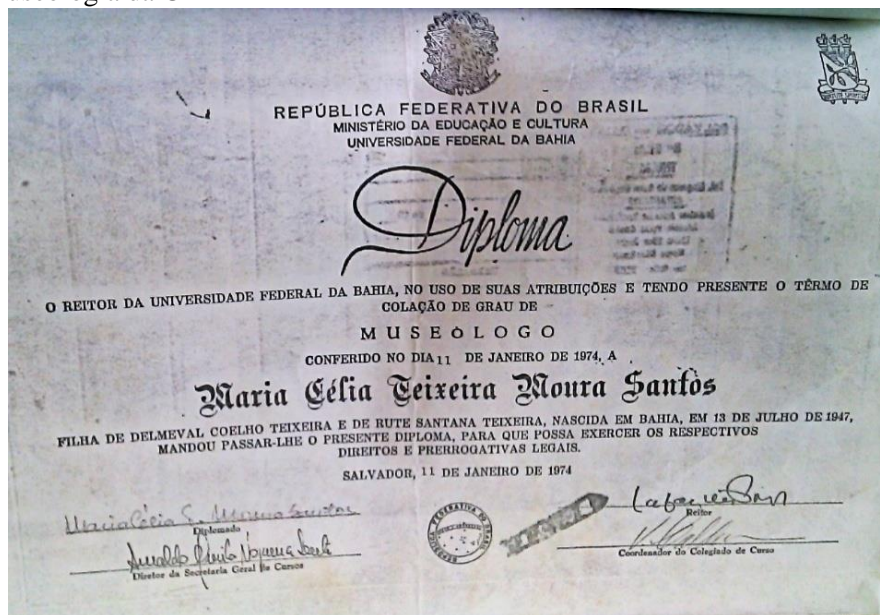 REPÚBLICA FEDERATIVA DO BRASIL
MINISTÉRIO DA EDUCAÇÃO E CULTURA
UNIVERSIDADE FEDERAL DA BAHIA
Diploma
O REITOR DA UNIVERSIDADE FEDERAL DA BAHIA, NO USO DE SUAS ATRIBUIÇÕES E TENDO PRESENTE O TÊRMO DE
COLAÇÃO DE GRAU DE
MUSEÓLOGO
CONFERIDO NO DIA 11 DE JANEIRO DE 1974, A
Maria Célia Teixeira Moura Santos
FILHA DE DELMEVAL COELHO TEIXEIRA E DE RUTE SANTANA TEIXEIRA, NASCIDA EM BAHIA, EM 13 DE JULHO DE 1947,
MANDOU PASSAR-LHE O PRESENTE DIPLOMA, PARA QUE POSSA EXERCER OS RESPECTIVOS
DIREITOS E PRERROGATIVAS LEGAIS.
SALVADOR, 11 DE JANEIRO DE 1974
Diplomado
Reitor
Diretor da Secretaria Geral de Cursos
Coordenador do Colegiado de Curso